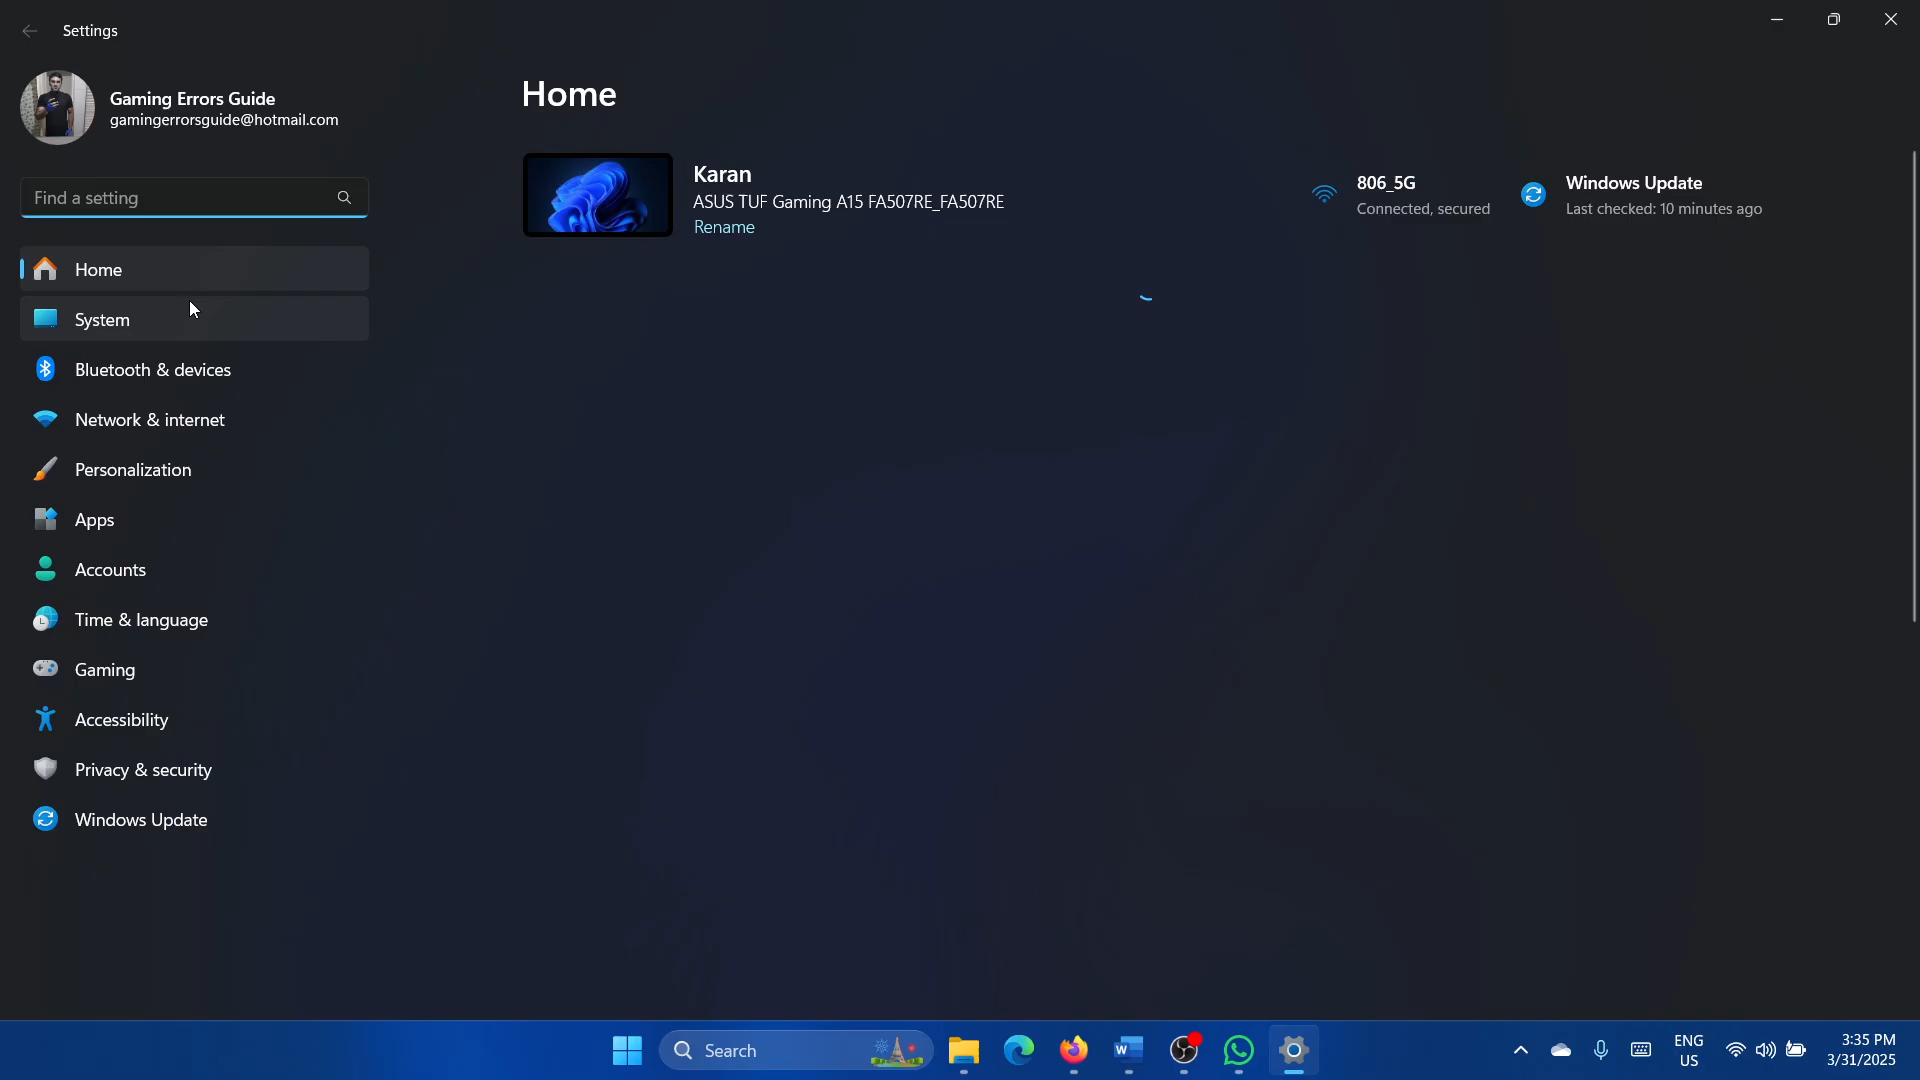 Settings
Gaming Errors Guide
gamingerrorsguide@hotmail.com
Find a setting
Home
System
Bluetooth & devices
Network & internet
Personalization
Apps
Accounts
Time & language
Gaming
Accessibility
Privacy & security
Windows Update
Home
Karan
ASUS TUF Gaming A15 FA507RE_FA507RE
Rename
806_5G
Connected, secured
Windows Update
Last checked: 10 minutes ago
Search
ENG
US
3:35 PM
3/31/2025